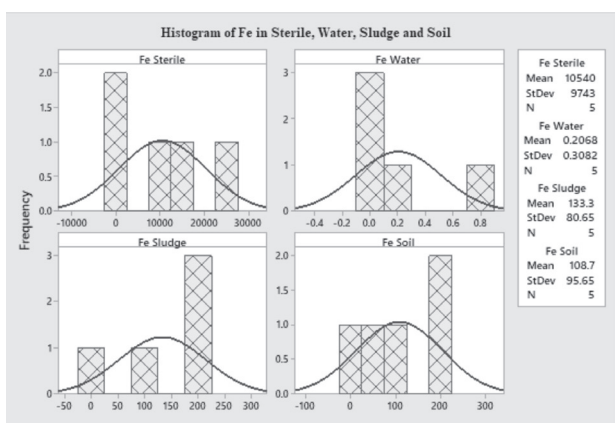 Histogram of Fe in Sterile, Water, Sludge and Soil
Fe Sterile
Fe Water
2.0
1.5
1.0
0.5
0.0
-10000 0 10000 20000 30000
3
2
1
0
-0.4 -0.2 0.0 0.2 0.4 0.6 0.8
Frequency
Fe Sludge
Fe Soil
3
2
1
0
-50 0 50 100 150 200 250 300
2.0
1.5
1.0
0.5
0.0
-100 0 100 200 300
Fe Sterile
Mean 10540
StDev 9743
N 5
Fe Water
Mean 0.2068
StDev 0.3082
N 5
Fe Sludge
Mean 133.3
StDev 80.65
N 5
Fe Soil
Mean 108.7
StDev 95.65
N 5